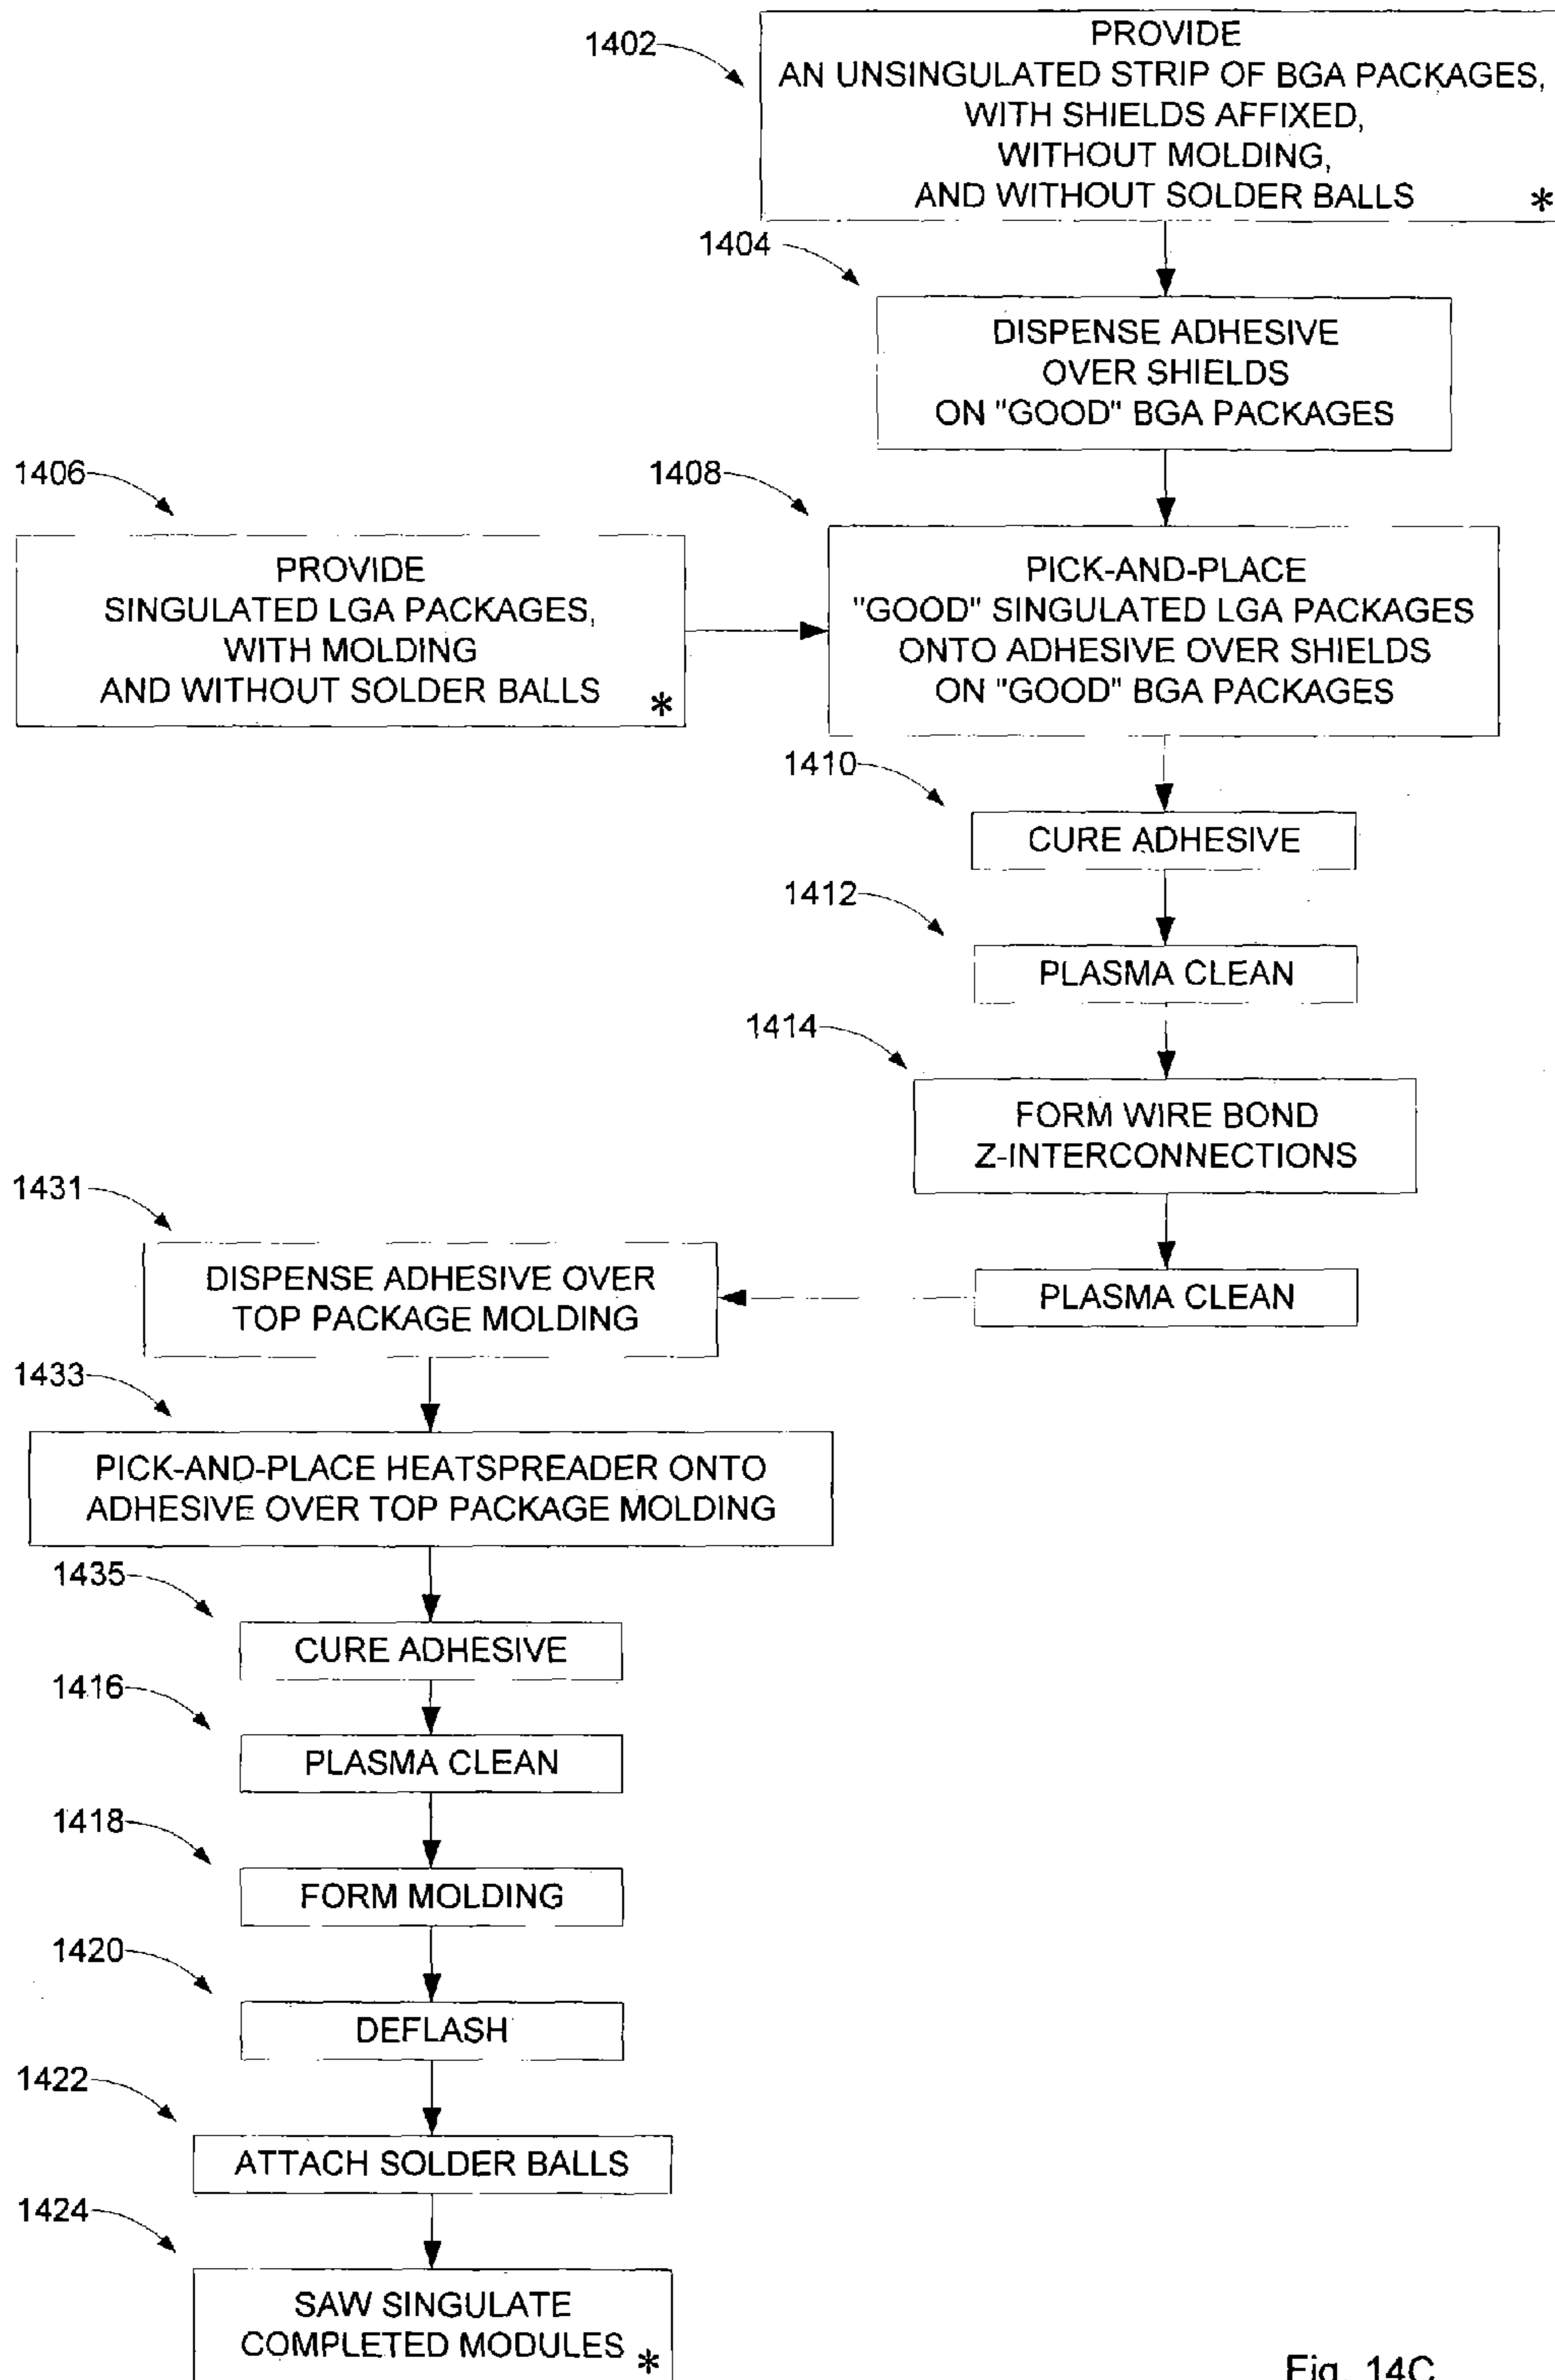 1402
PROVIDE
AN UNSINGULATED STRIP OF BGA PACKAGES,
WITH SHIELDS AFFIXED,
WITHOUT MOLDING,
AND WITHOUT SOLDER BALLS *
1404
DISPENSE ADHESIVE
OVER SHIELDS
ON "GOOD" BGA PACKAGES
1406
PROVIDE
SINGULATED LGA PACKAGES,
WITH MOLDING
AND WITHOUT SOLDER BALLS *
1408
PICK-AND-PLACE
"GOOD" SINGULATED LGA PACKAGES
ONTO ADHESIVE OVER SHIELDS
ON "GOOD" BGA PACKAGES
1410
CURE ADHESIVE
1412
PLASMA CLEAN
1414
FORM WIRE BOND
Z-INTERCONNECTIONS
PLASMA CLEAN
1431
DISPENSE ADHESIVE OVER
TOP PACKAGE MOLDING
1433
PICK-AND-PLACE HEATSPREADER ONTO
ADHESIVE OVER TOP PACKAGE MOLDING
1435
CURE ADHESIVE
1416
PLASMA CLEAN
1418
FORM MOLDING
1420
DEFLASH
1422
ATTACH SOLDER BALLS
1424
SAW SINGULATE
COMPLETED MODULES *
Fig. 14C